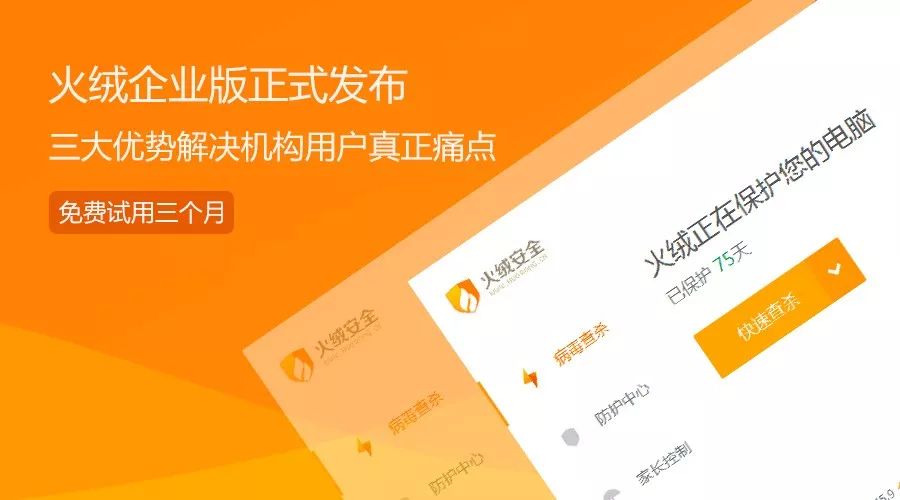 火绒企业版正式发布
三大优势解决机构用户真正痛点
免费试用三个月
火绒正在保护您的电脑
已保护 75天
快速查杀
火绒安全
病毒查杀
防护中心
家长控制
火绒安全
病毒查杀
防护中心